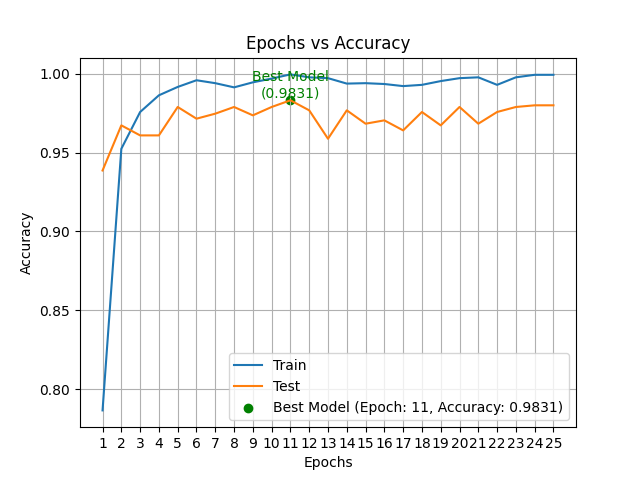 Epochs vs Accuracy
1.00
0.95
0.90
0.85
0.80
Accuracy
Best Model
(0.9831)
Train
Test
Best Model (Epoch: 11, Accuracy: 0.9831)
1 2 3 4 5 6 7 8 9 10 11 12 13 14 15 16 17 18 19 20 21 22 23 24 25
Epochs